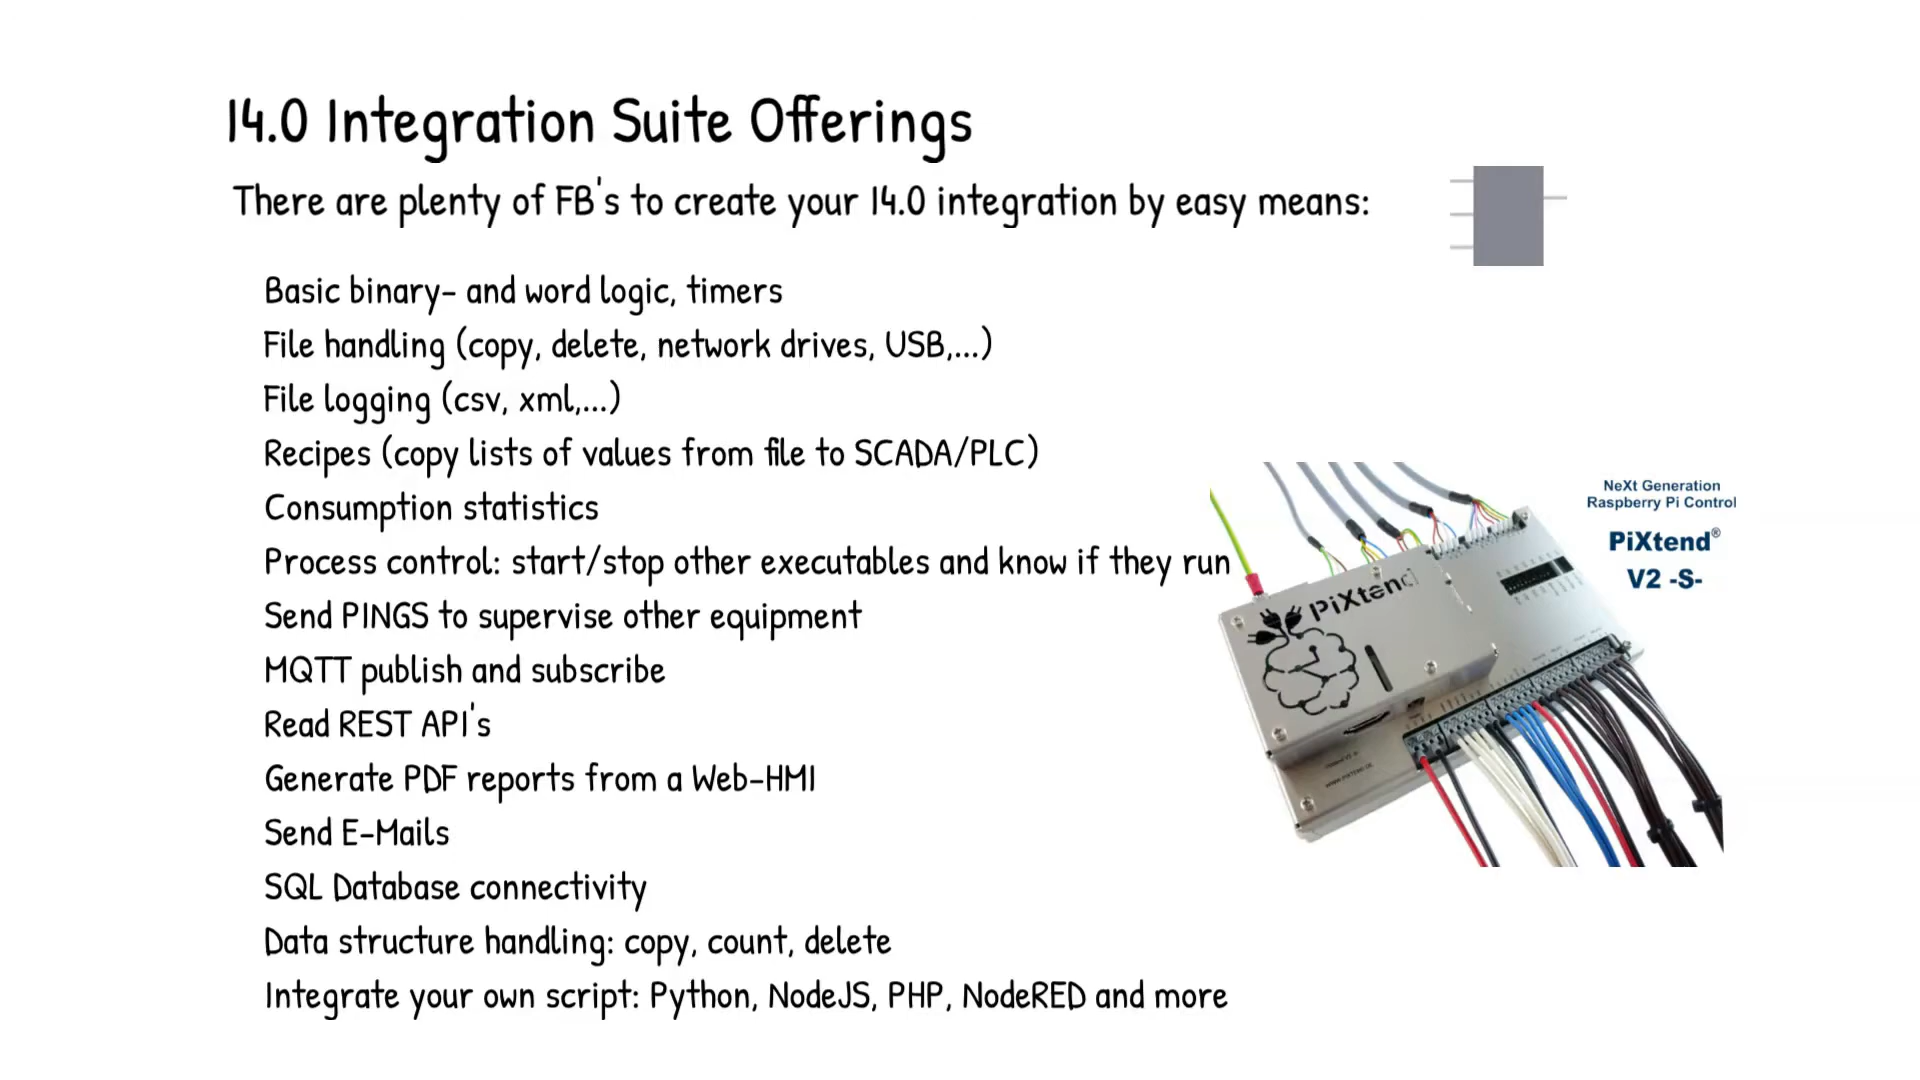 I4.0 Integration Suite Offerings
There are plenty of FB's to create your I4.0 integration by easy means:
Basic binary- and word logic, timers
File handling (copy, delete, network drives, USB,...)
File logging (csv, xml,...)
Recipes (copy lists of values from file to SCADA/PLC)
Consumption statistics
Process control: start/stop other executables and know if they run
Send PINGS to supervise other equipment
MQTT publish and subscribe
Read REST API's
Generate PDF reports from a Web-HMI
Send E-Mails
SQL Database connectivity
Data structure handling: copy, count, delete
Integrate your own script: Python, NodeJS, PHP, NodeRED and more
NeXt Generation
Raspberry Pi Control
PiXtend®
V2 -S-
PiXtend